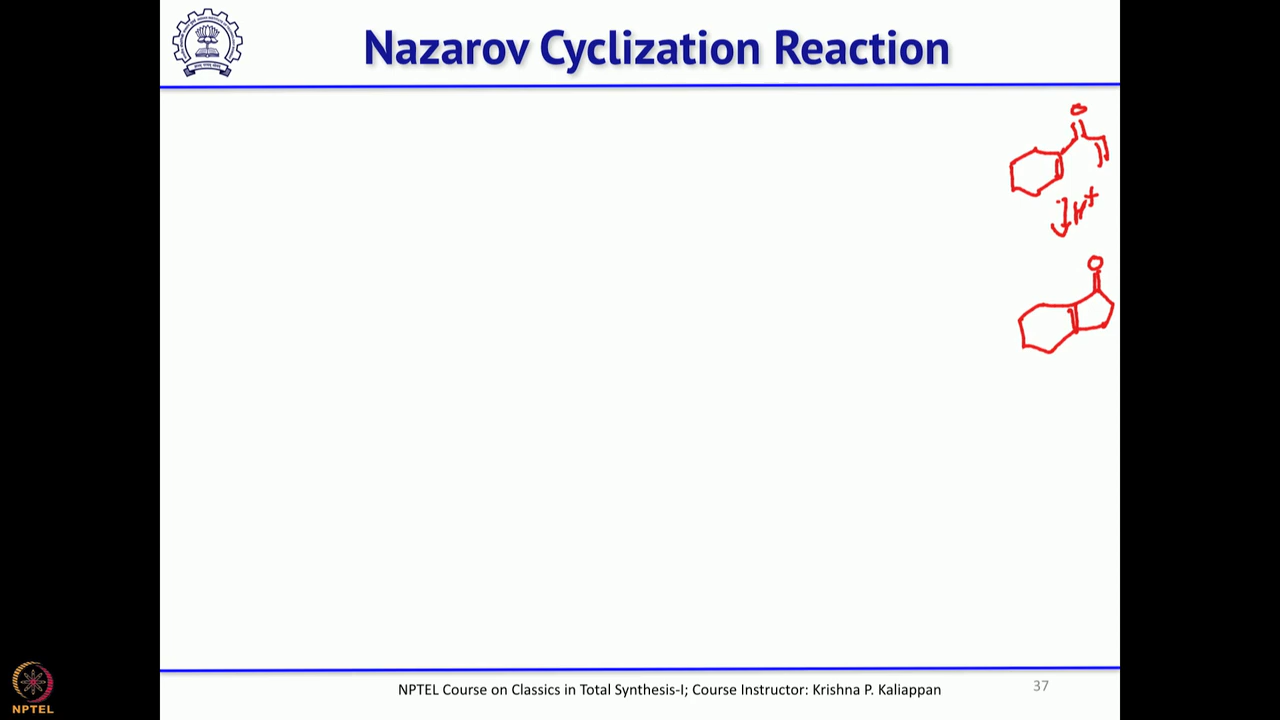 Nazarov Cyclization Reaction
O
H+
O
NPTEL Course on Classics in Total Synthesis-I; Course Instructor: Krishna P. Kaliappan
37
NPTEL